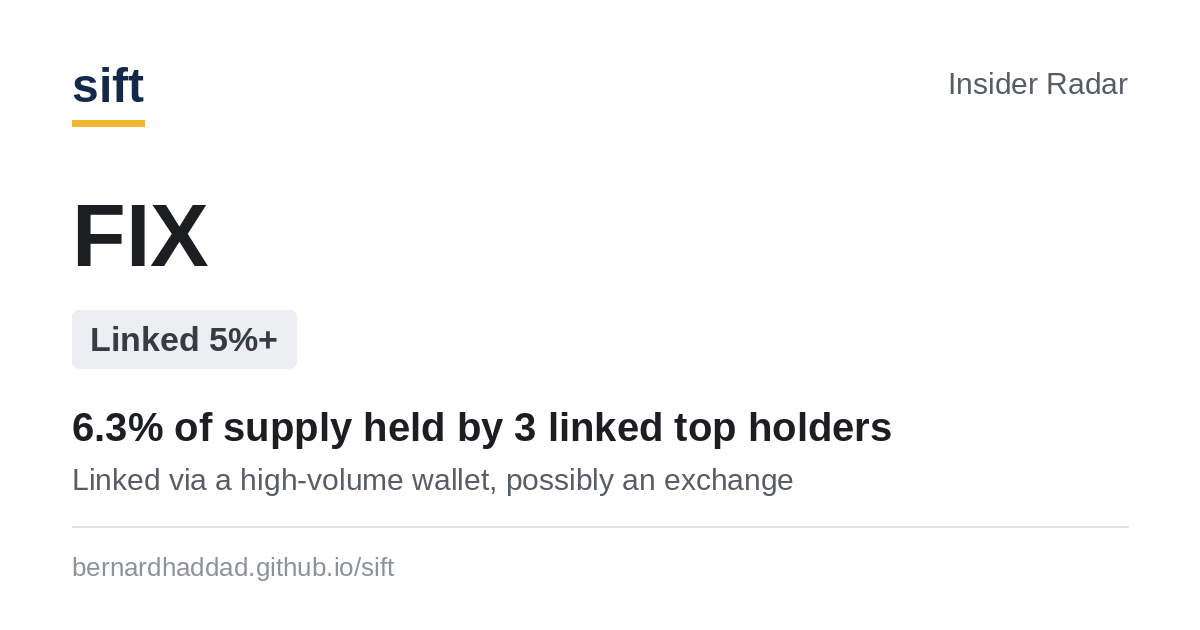 sift
Insider Radar
FIX
Linked 5%+
6.3% of supply held by 3 linked top holders
Linked via a high-volume wallet, possibly an exchange
bernardhaddad.github.io/sift